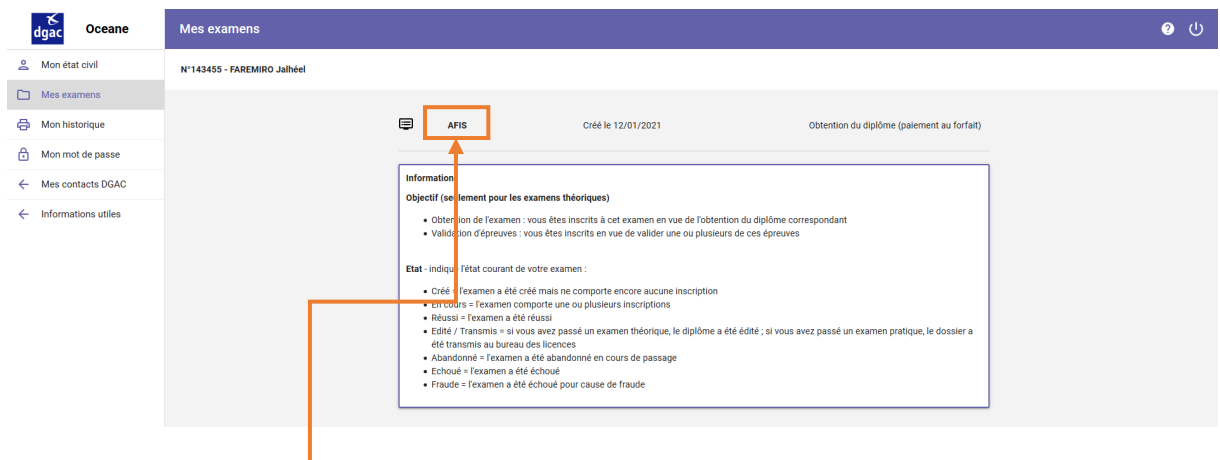 dgac
Oceane
Mes examens
Mon état civil
Mes examens
Mon historique
Mon mot de passe
Mes contacts DGAC
Informations utiles
N°143455 - FAREMIRO Jalhéel
AFIS Créé le 12/01/2021 Obtention du diplôme (paiement au forfait)
Information
Objectif (seulement pour les examens théoriques)
• Obtention de l'examen : vous êtes inscrits à cet examen en vue de l'obtention du diplôme correspondant
• Validation d'épreuves : vous êtes inscrits en vue de valider une ou plusieurs de ces épreuves
Etat - indique l'état courant de votre examen :
• Créé = l'examen a été créé mais ne comporte encore aucune inscription
• En cours = l'examen comporte une ou plusieurs inscriptions
• Réussi = l'examen a été réussi
• Edité / Transmis = si vous avez passé un examen théorique, le diplôme a été édité ; si vous avez passé un examen pratique, le dossier a
été transmis au bureau des licences
• Abandonné = l'examen a été abandonné en cours de passage
• Echoué = l'examen a été échoué
• Fraude = l'examen a été échoué pour cause de fraude